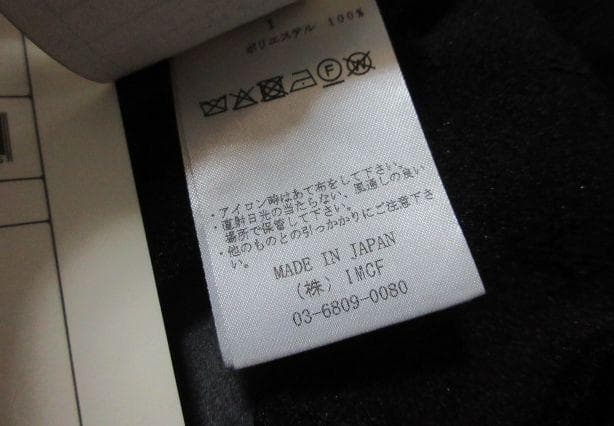 1
ポリエステル 100%
F
W
・アイロン時はあて布をして下さい。
・直射日光の当たらない、風通しの良い
場所で保管して下さい。
・他のものとの引っかかりにご注意下さ
い。
MADE IN JAPAN
(株) IMCF
03-6809-0080